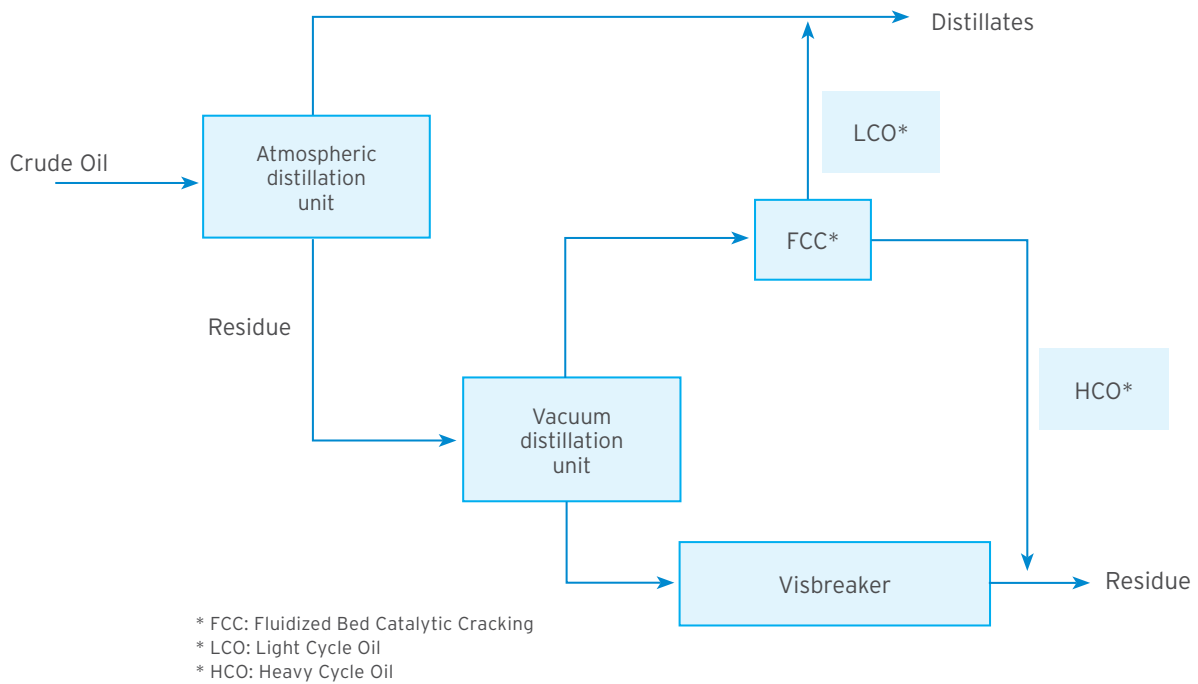 Distillates
LCO*
Crude Oil
Atmospheric
distillation
unit
FCC*
Residue
HCO*
Vacuum
distillation
unit
Visbreaker
Residue
* FCC: Fluidized Bed Catalytic Cracking
* LCO: Light Cycle Oil
* HCO: Heavy Cycle Oil